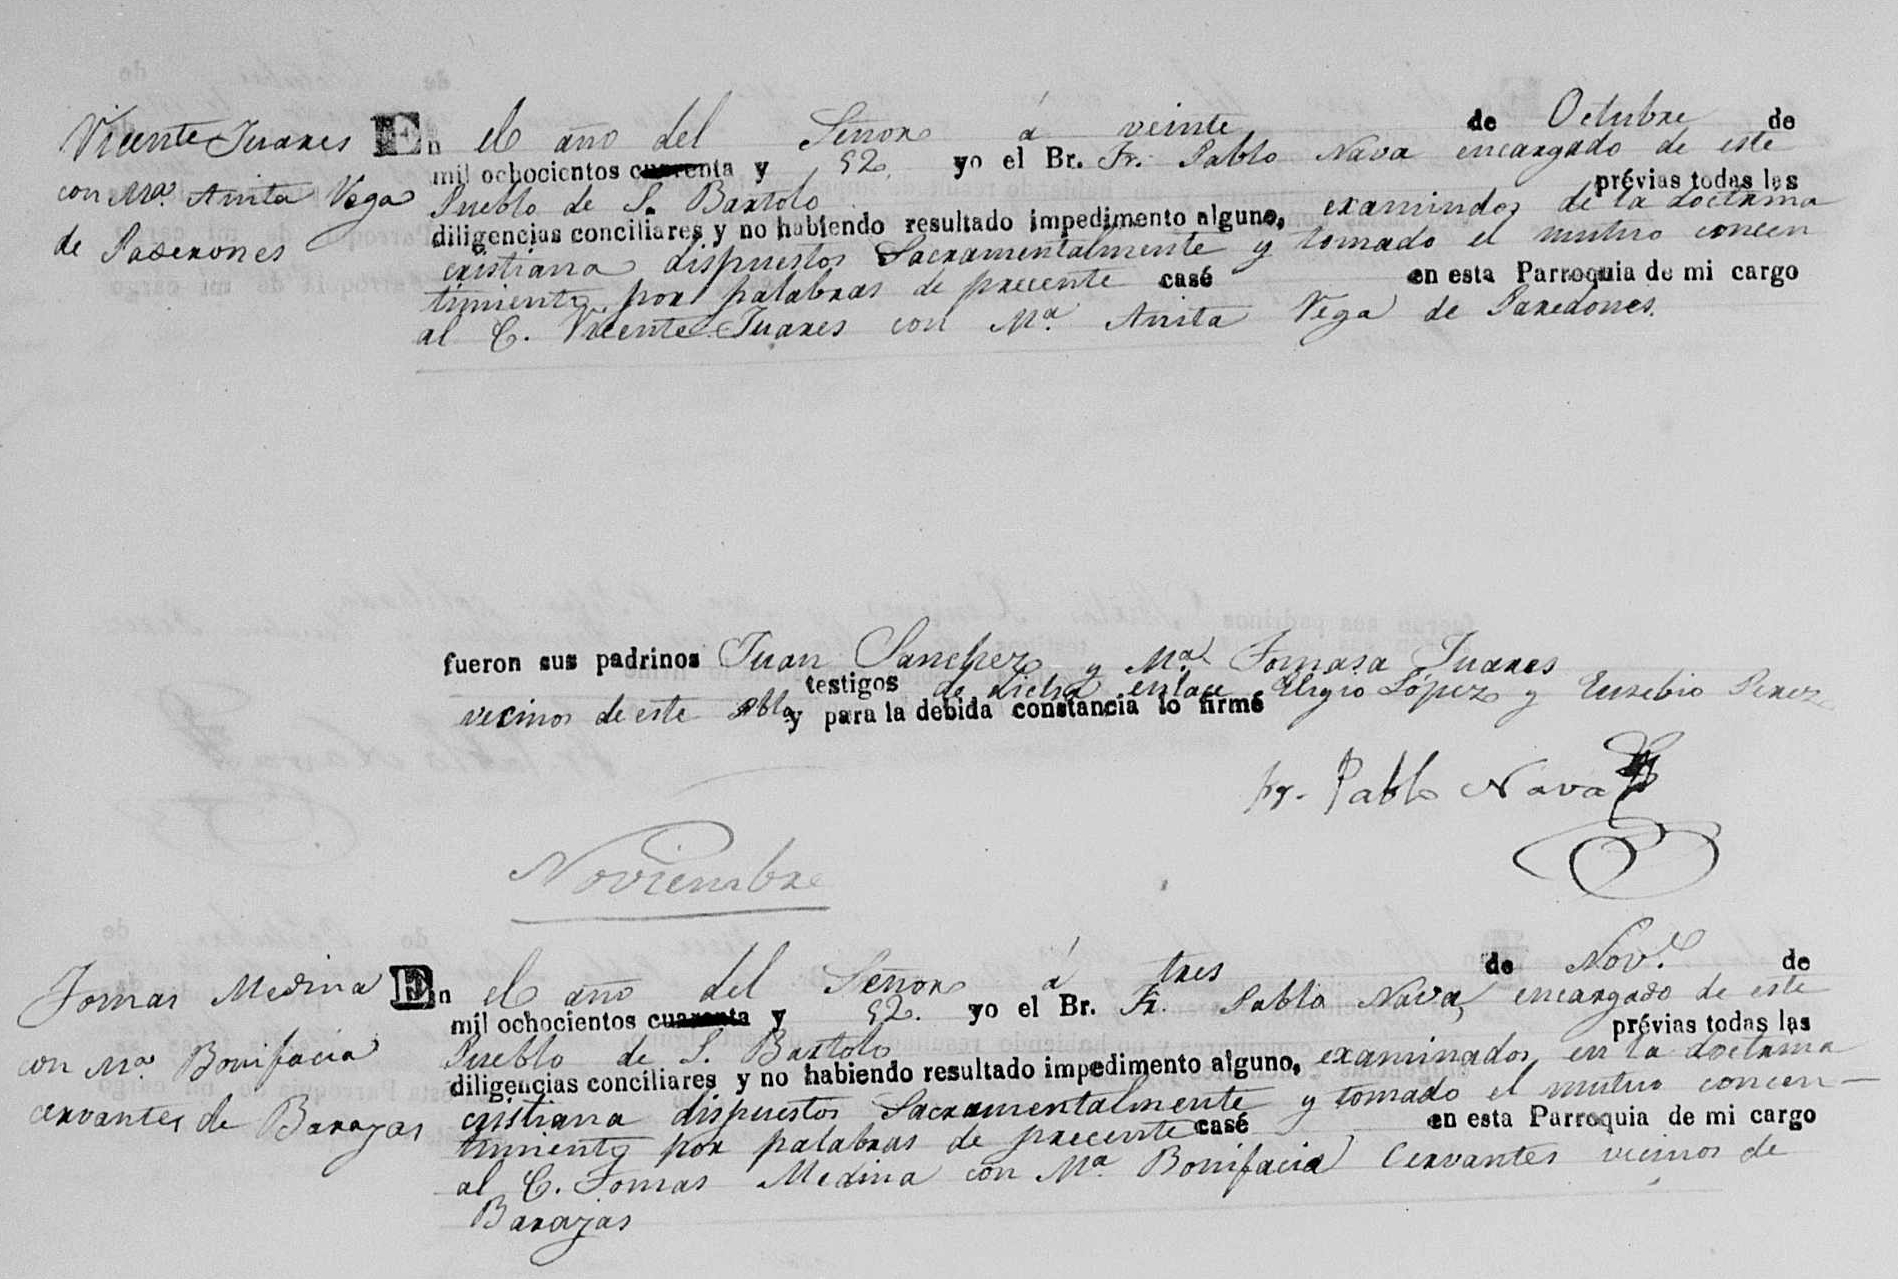 Vicente Juares
con Ma. Anita Vega
de Paderones
En el año del Señor á veinte de Octubre de
mil ochocientos cuarenta y 52. yo el Br. Fr. Pablo Nava encargado de este
Pueblo de S. Bartolo prévias todas las
diligencias conciliares y no habiendo resultado impedimento alguno, examindos de la doctrina
cristiana dispuestos Sacramentalmente y tomado el mutuo concen
timiento por palabras de precente casé en esta Parroquia de mi cargo
al C. Vicente Juares con Ma. Anita Vega de Paredones.
fueron sus padrinos Juan Sanchez y Ma. Tomasa Juares
testigos de dicha enlace Eligio López y Eusebio Perez
vecinos de este pblo y para la debida constancia lo firmé
Fr. Pablo Nava
Noviembre
Tomas Medina
con Ma. Bonifacia
cervantes de Barajas
En el año del Señor á tres de Nov.e de
mil ochocientos cuarenta y 52. yo el Br. Fr. Pablo Nava, encargado de este
Pueblo de S. Bartolo prévias todas las
diligencias conciliares y no habiendo resultado impedimento alguno, examinados en la doctrina
cristiana dispuestos Sacramentalmente y tomado el mutuo concen—
timiento por palabras de precente casé en esta Parroquia de mi cargo
al C. Tomas Medina con Ma. Bonifacia Cervantes vecinos de
Barajas